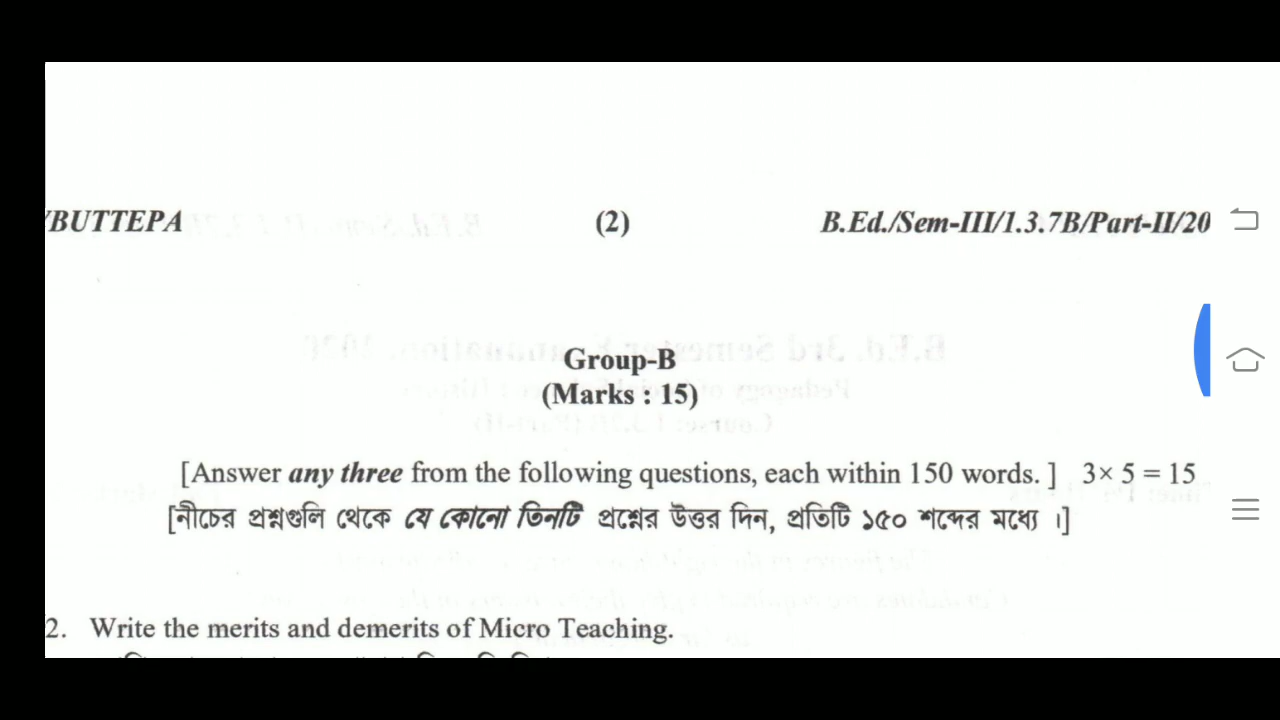 /BUTTEPA (2) B.Ed./Sem-III/1.3.7B/Part-II/20
Group-B
(Marks : 15)
[Answer any three from the following questions, each within 150 words. ] 3× 5 = 15
[নীচের প্রশ্নগুলি থেকে যে কোনো তিনটি প্রশ্নের উত্তর দিন, প্রতিটি ১৫০ শব্দের মধ্যে ।]
2. Write the merits and demerits of Micro Teaching.